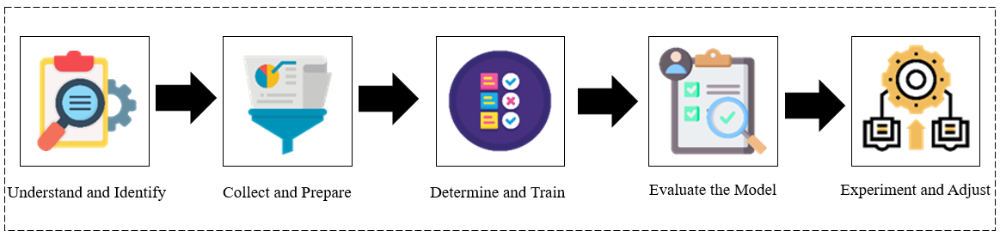 Understand and Identify
Collect and Prepare
Determine and Train
Evaluate the Model
Experiment and Adjust